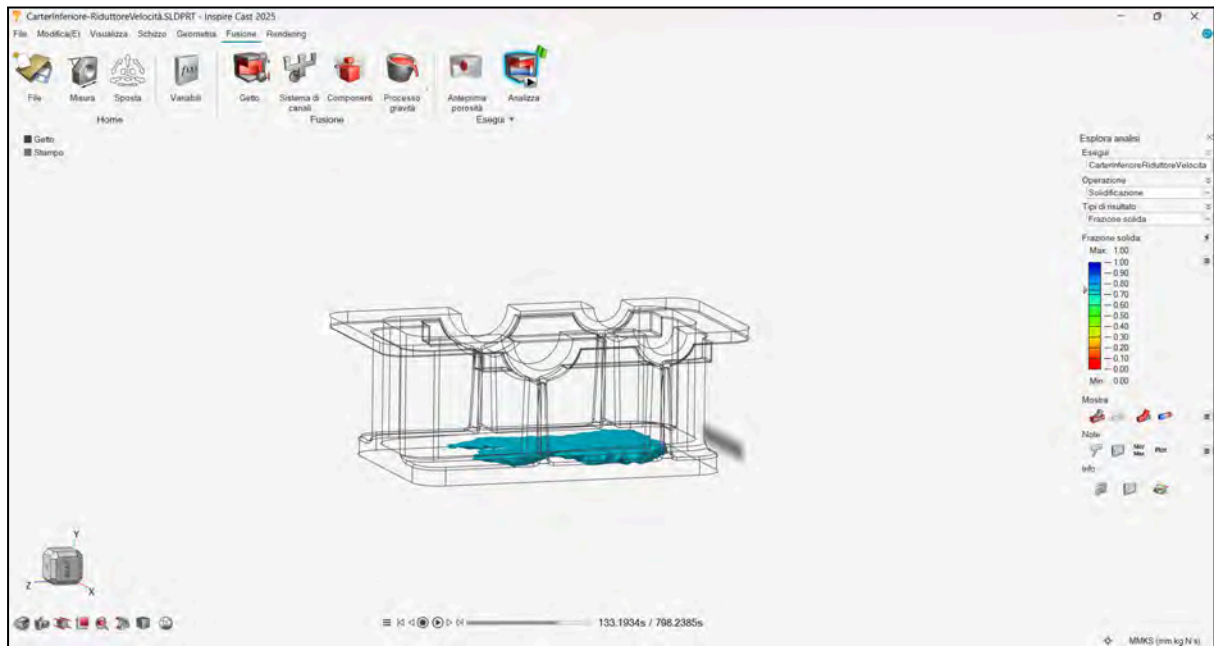 CarterInferiore-RiduttoreVelocità.SLDPRT - Inspire Cast 2025
File Modifica(E) Visualizza Schizzo Geometria Fusione Rendering
File Misura Sposta Variabili Getto Sistema di canali Componenti Processo gravità Anteprima porosità Analizza
Home Fusione Esegui
Getto
Stampo
Esplora analisi
Esegui
CarterInferioreRiduttoreVelocita
Operazione
Solidificazione
Tipi di risultato
Frazione solida
Frazione solida
Max: 1.00
1.00
0.90
0.80
0.70
0.60
0.50
0.40
0.30
0.20
0.10
0.00
Min: 0.00
Mostra
Note
Min/ Max Plot
Info
Y
Z
X
133.1934s / 798.2385s
MMKS (mm kg N s)